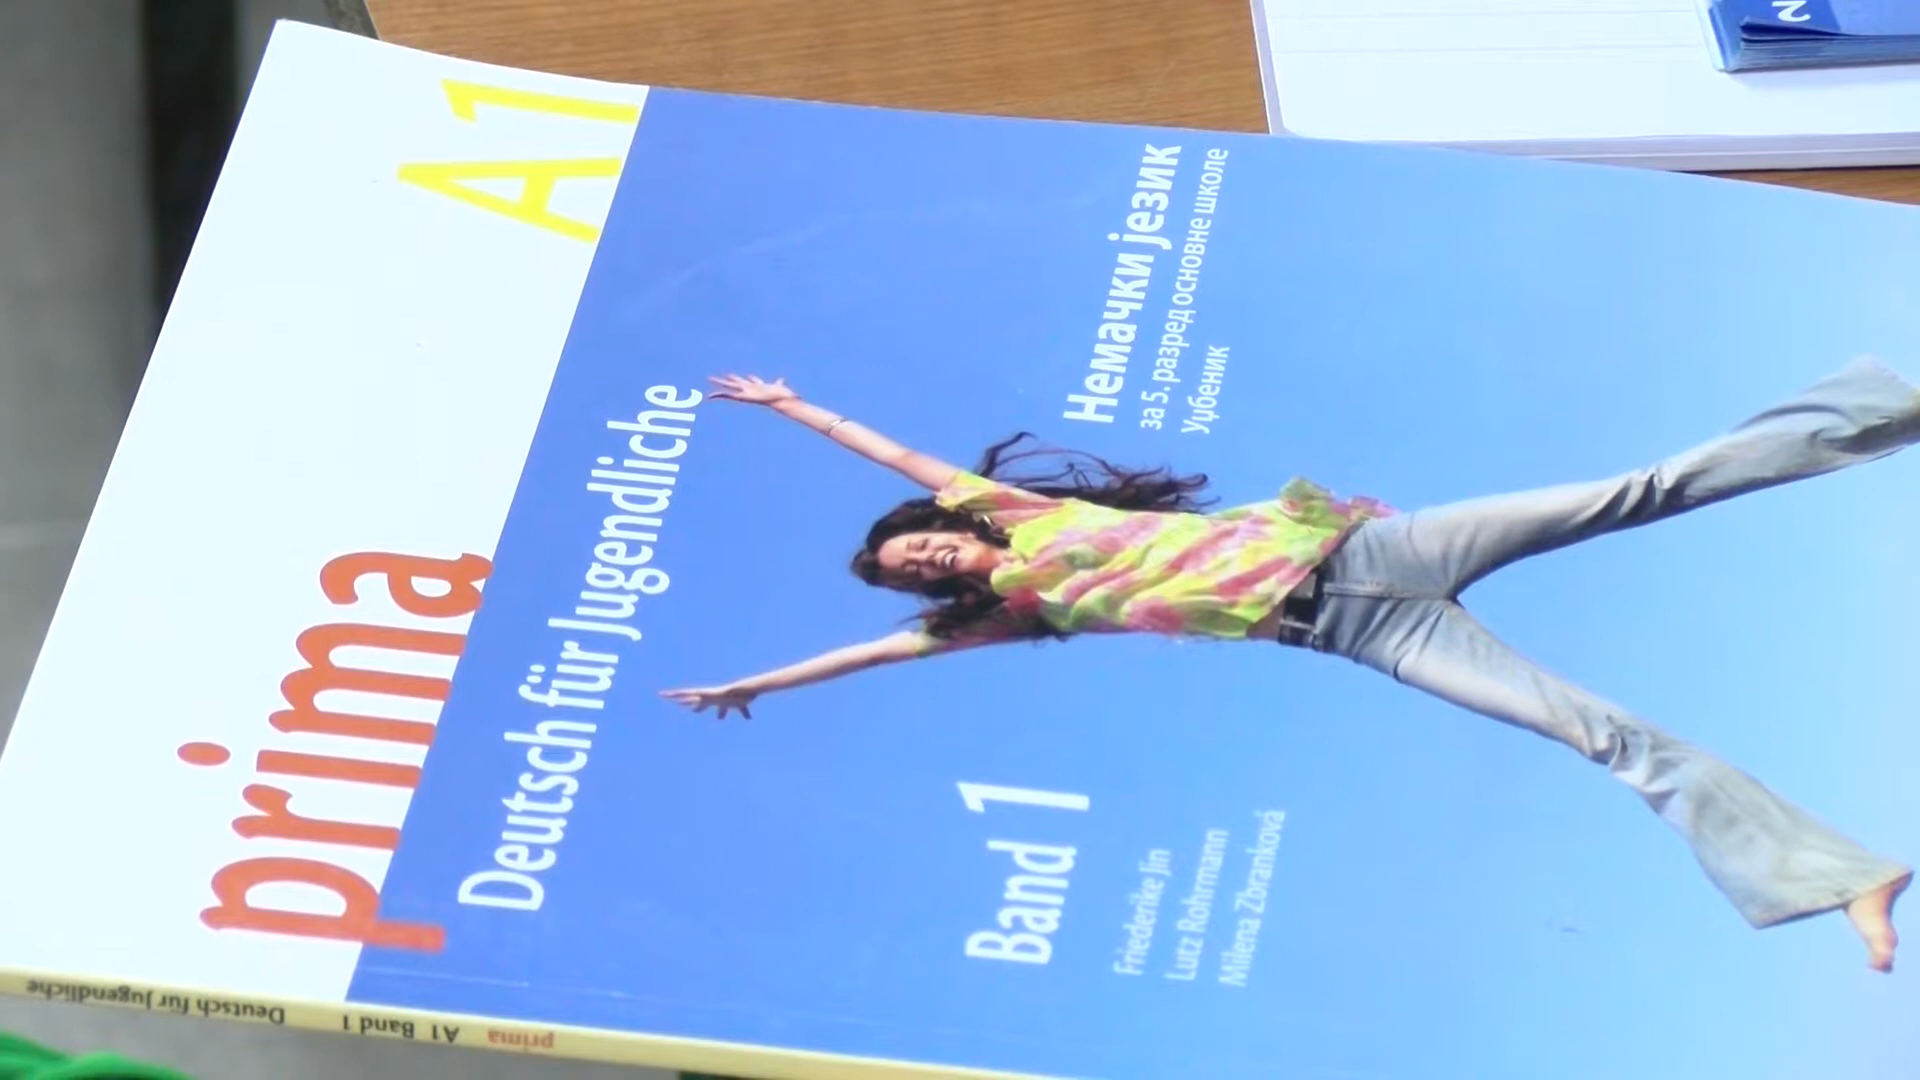 prima A1
Deutsch für Jugendliche
Немачки језик
за 5. разред основне школе
Уџбеник
Band 1
Friederike Jin
Lutz Rohrmann
Milena Zbranková
prima A1 Band 1 Deutsch für Jugendliche